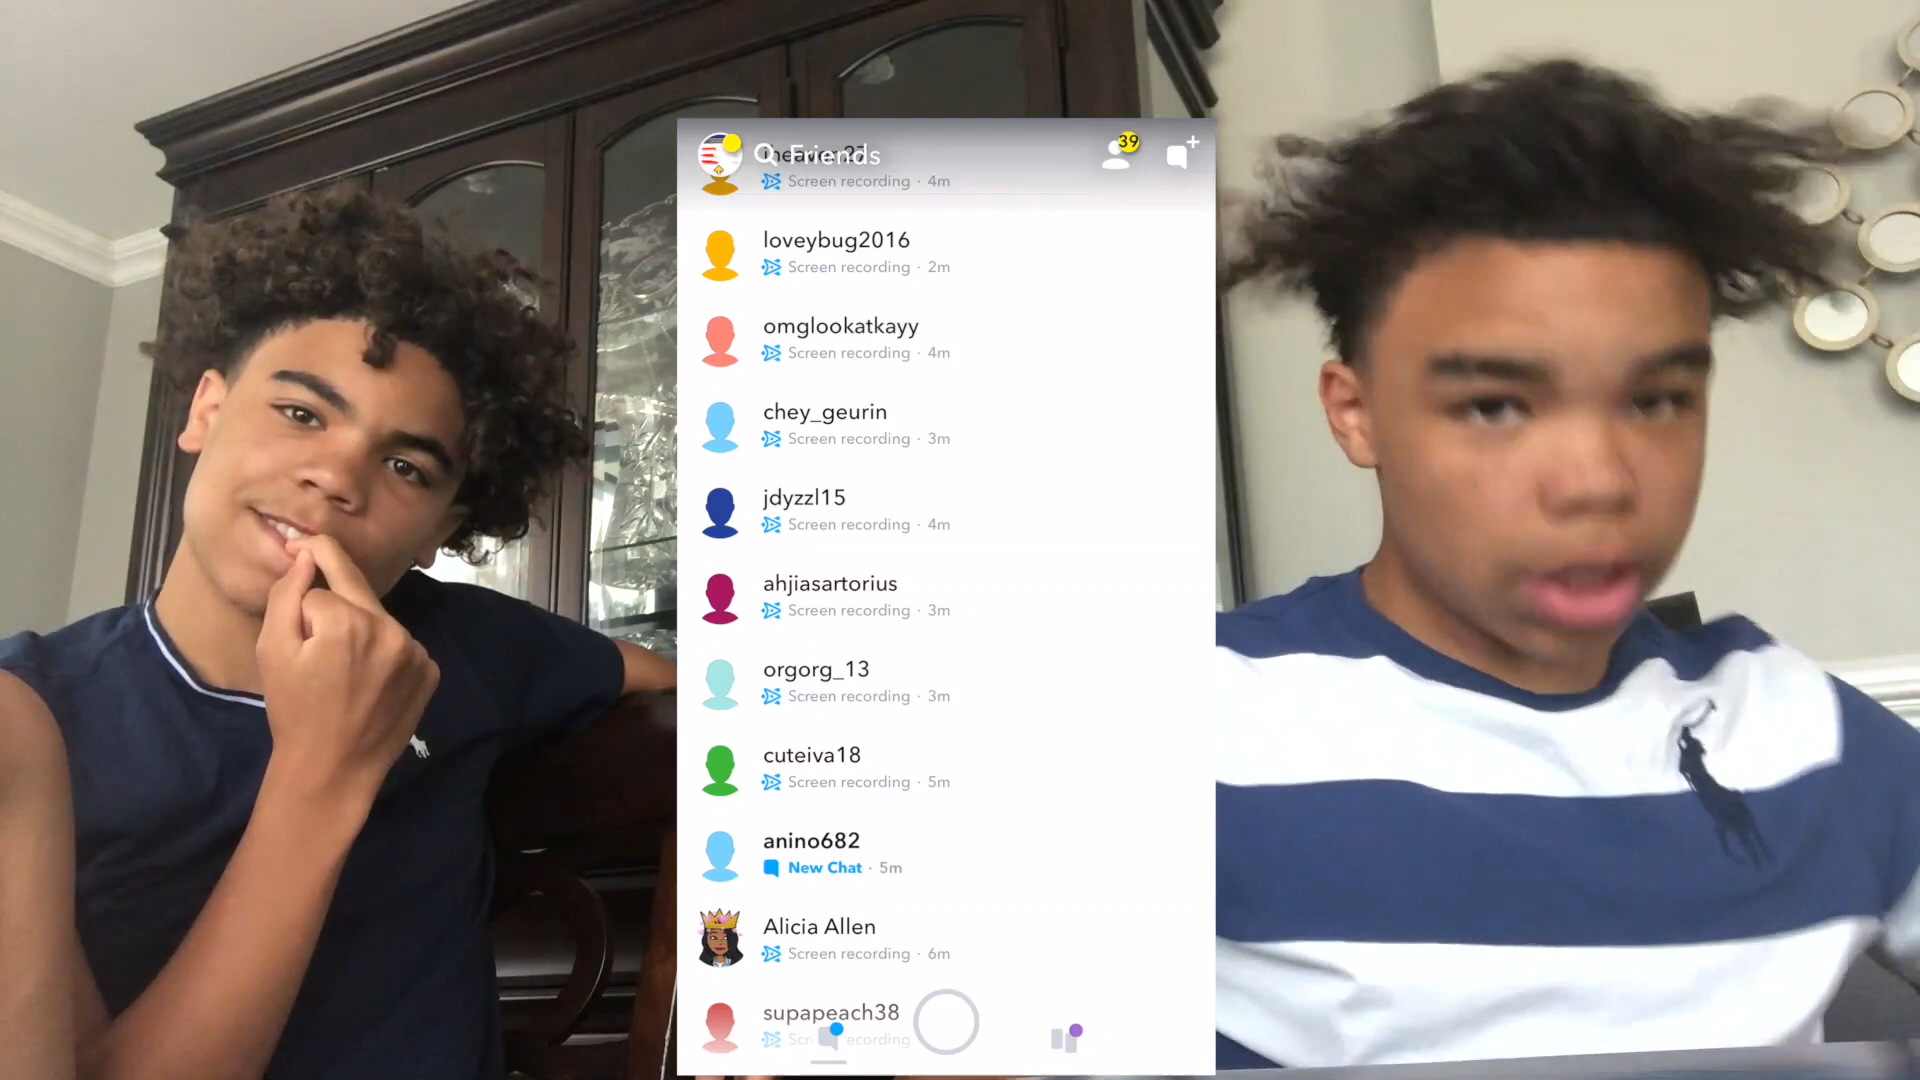 Friends
39
Screen recording · 4m
loveybug2016
Screen recording · 2m
omglookatkayy
Screen recording · 4m
chey_geurin
Screen recording · 3m
jdyzzl15
Screen recording · 4m
ahjiasartorius
Screen recording · 3m
orgorg_13
Screen recording · 3m
cuteiva18
Screen recording · 5m
anino682
New Chat · 5m
Alicia Allen
Screen recording · 6m
supapeach38
recording